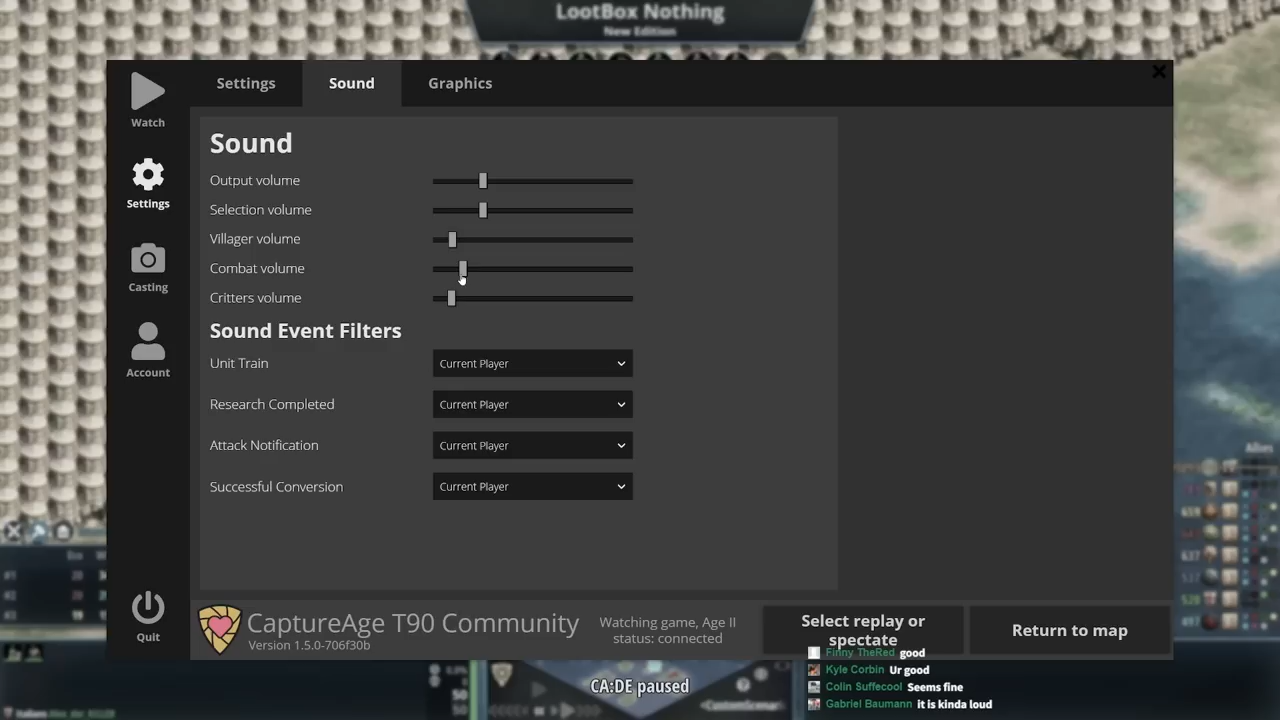 LootBox Nothing
New Edition
Settings
Sound
Graphics
Watch
Settings
Casting
Account
Quit
Sound
Output volume
Selection volume
Villager volume
Combat volume
Critters volume
Sound Event Filters
Unit Train
Current Player
Research Completed
Current Player
Attack Notification
Current Player
Successful Conversion
Current Player
CaptureAge T90 Community
Version 1.5.0-706f30b
Watching game, Age II
status: connected
Select replay or
spectate
Return to map
CA:DE paused
Finny TheRed good
Kyle Corbin Ur good
Colin Suffecool Seems fine
Gabriel Baumann it is kinda loud
Allies